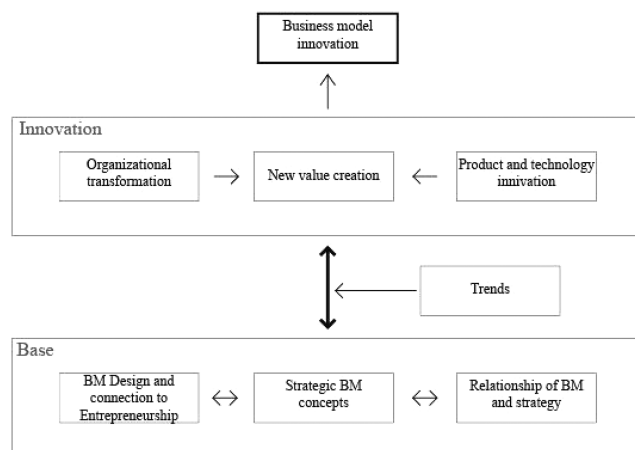 Business model
innovation
Innovation
Organizational
transformation
New value creation
Product and technology
innivation
Trends
Base
BM Design and
connection to
Entrepreneurship
Strategic BM
concepts
Relationship of BM
and strategy